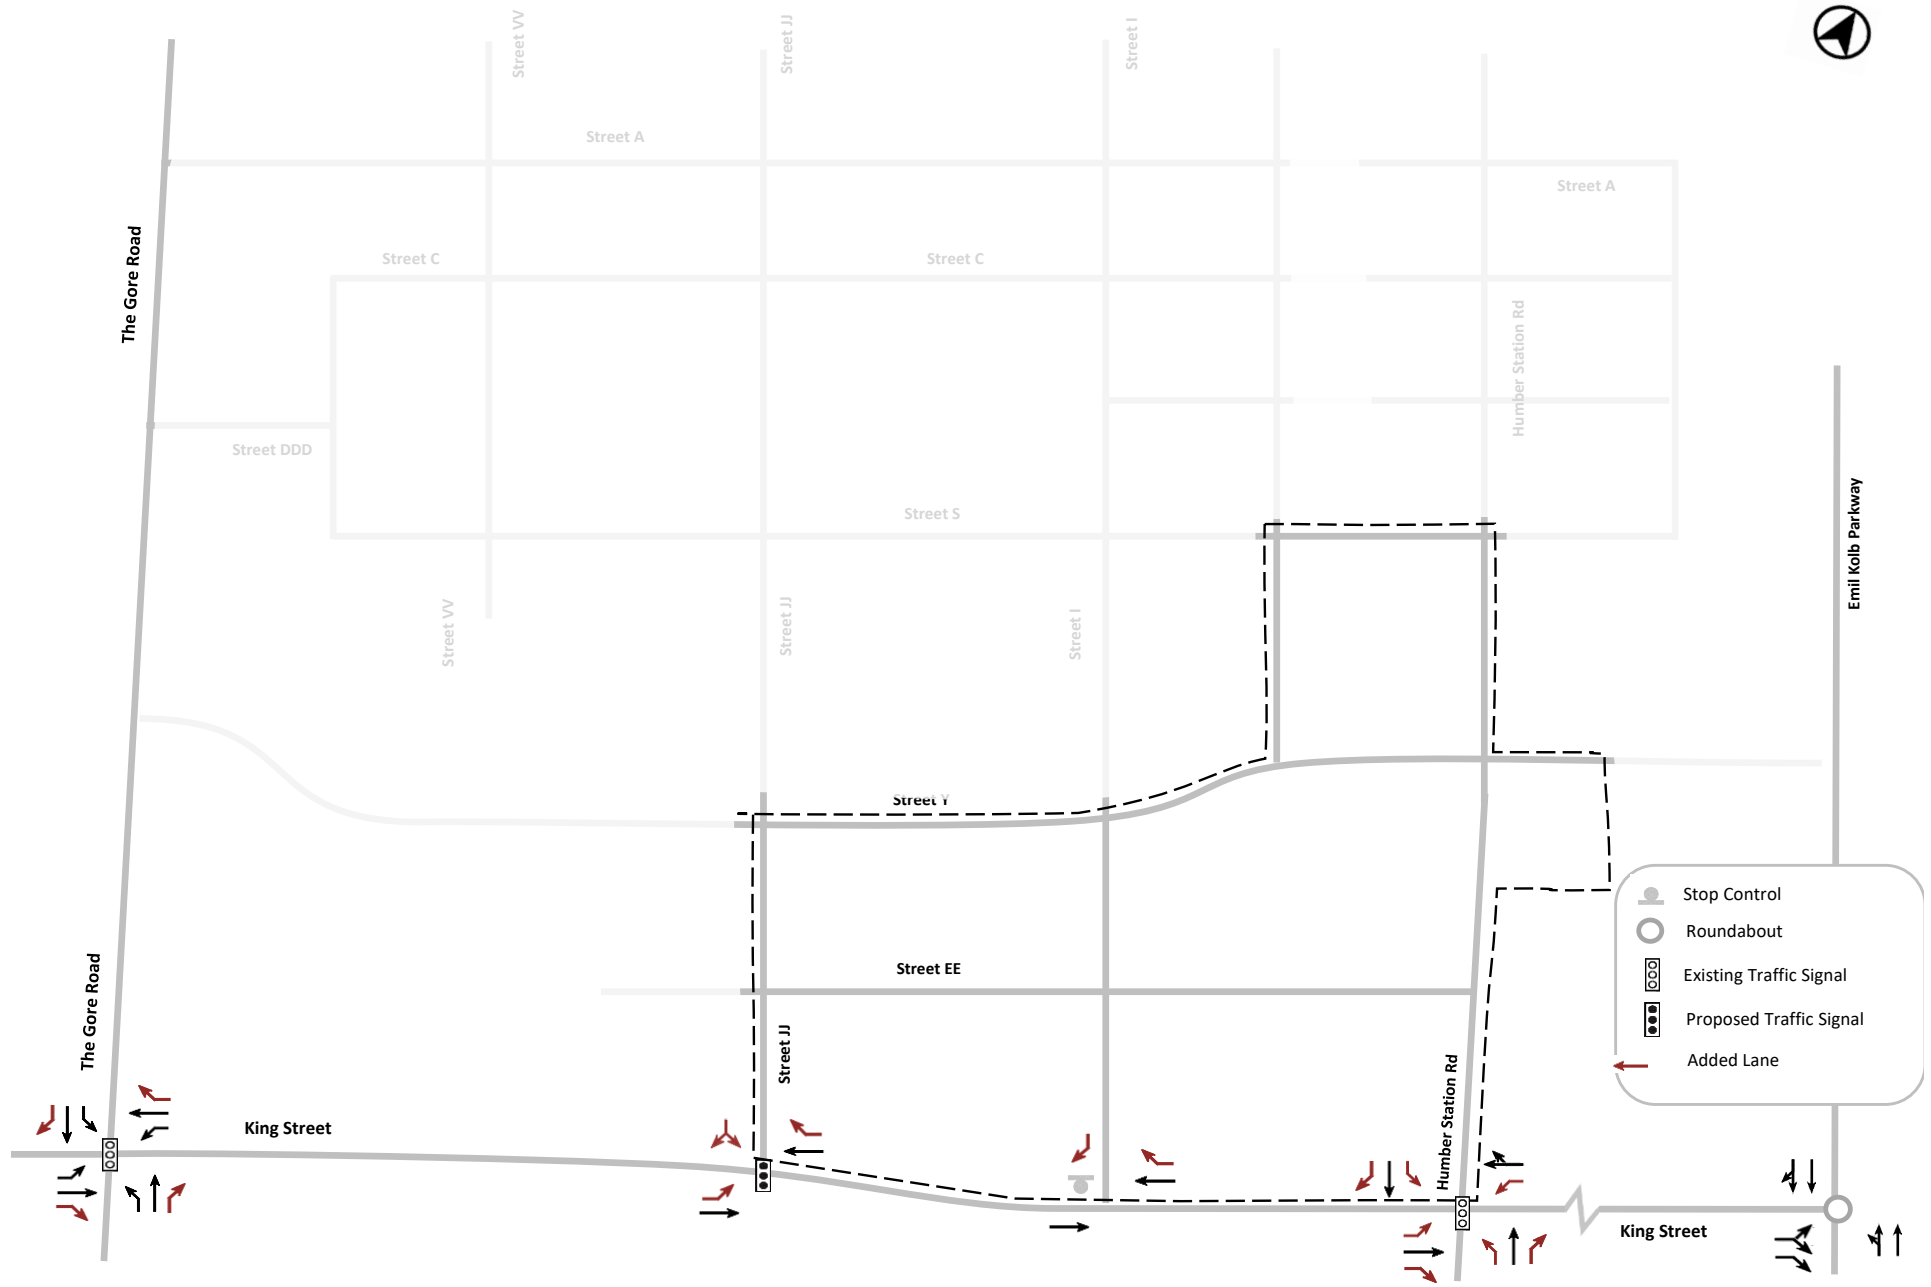 Street VV
Street JJ
Street I
Street A
Street A
The Gore Road
Street C
Street C
Humber Station Rd
Street DDD
Street S
Emil Kolb Parkway
Street VV
Street JJ
Street I
Street Y
Stop Control
Roundabout
Existing Traffic Signal
Proposed Traffic Signal
Added Lane
Street EE
The Gore Road
Street JJ
Humber Station Rd
King Street
King Street